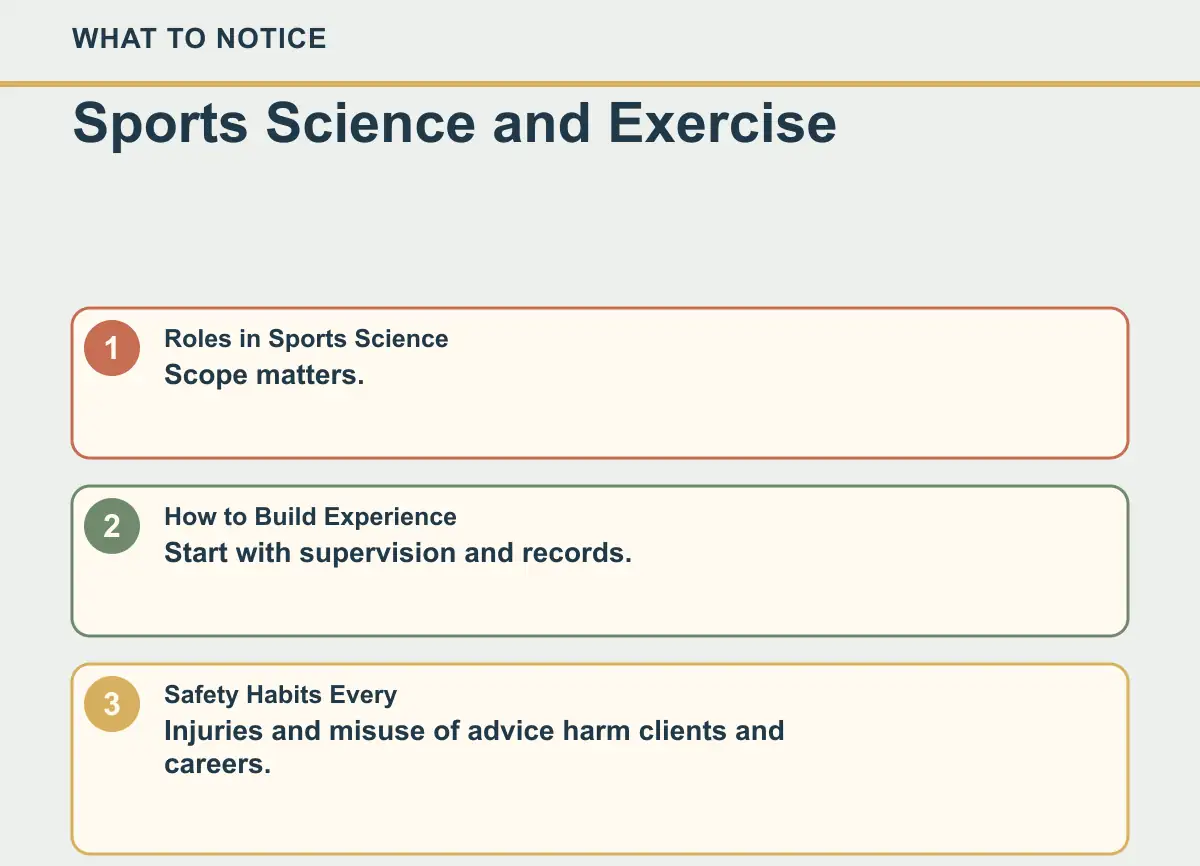 WHAT TO NOTICE
Sports Science and Exercise
1
Roles in Sports Science
Scope matters.
2
How to Build Experience
Start with supervision and records.
3
Safety Habits Every
Injuries and misuse of advice harm clients and
careers.